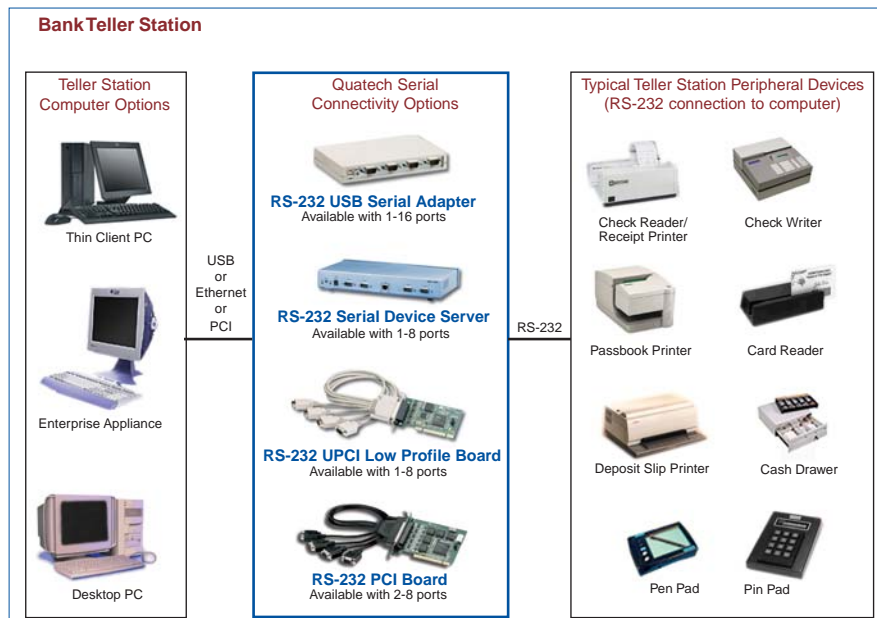 Bank Teller Station
Teller Station
Computer Options
Thin Client PC
Enterprise Appliance
Desktop PC
USB
or
Ethernet
or
PCI
Quatech Serial
Connectivity Options
RS-232 USB Serial Adapter
Available with 1-16 ports
RS-232 Serial Device Server
Available with 1-8 ports
RS-232 UPCI Low Profile Board
Available with 1-8 ports
RS-232 PCI Board
Available with 2-8 ports
RS-232
Typical Teller Station Peripheral Devices
(RS-232 connection to computer)
Check Reader/
Receipt Printer
Check Writer
Passbook Printer
Card Reader
Deposit Slip Printer
Cash Drawer
Pen Pad
Pin Pad